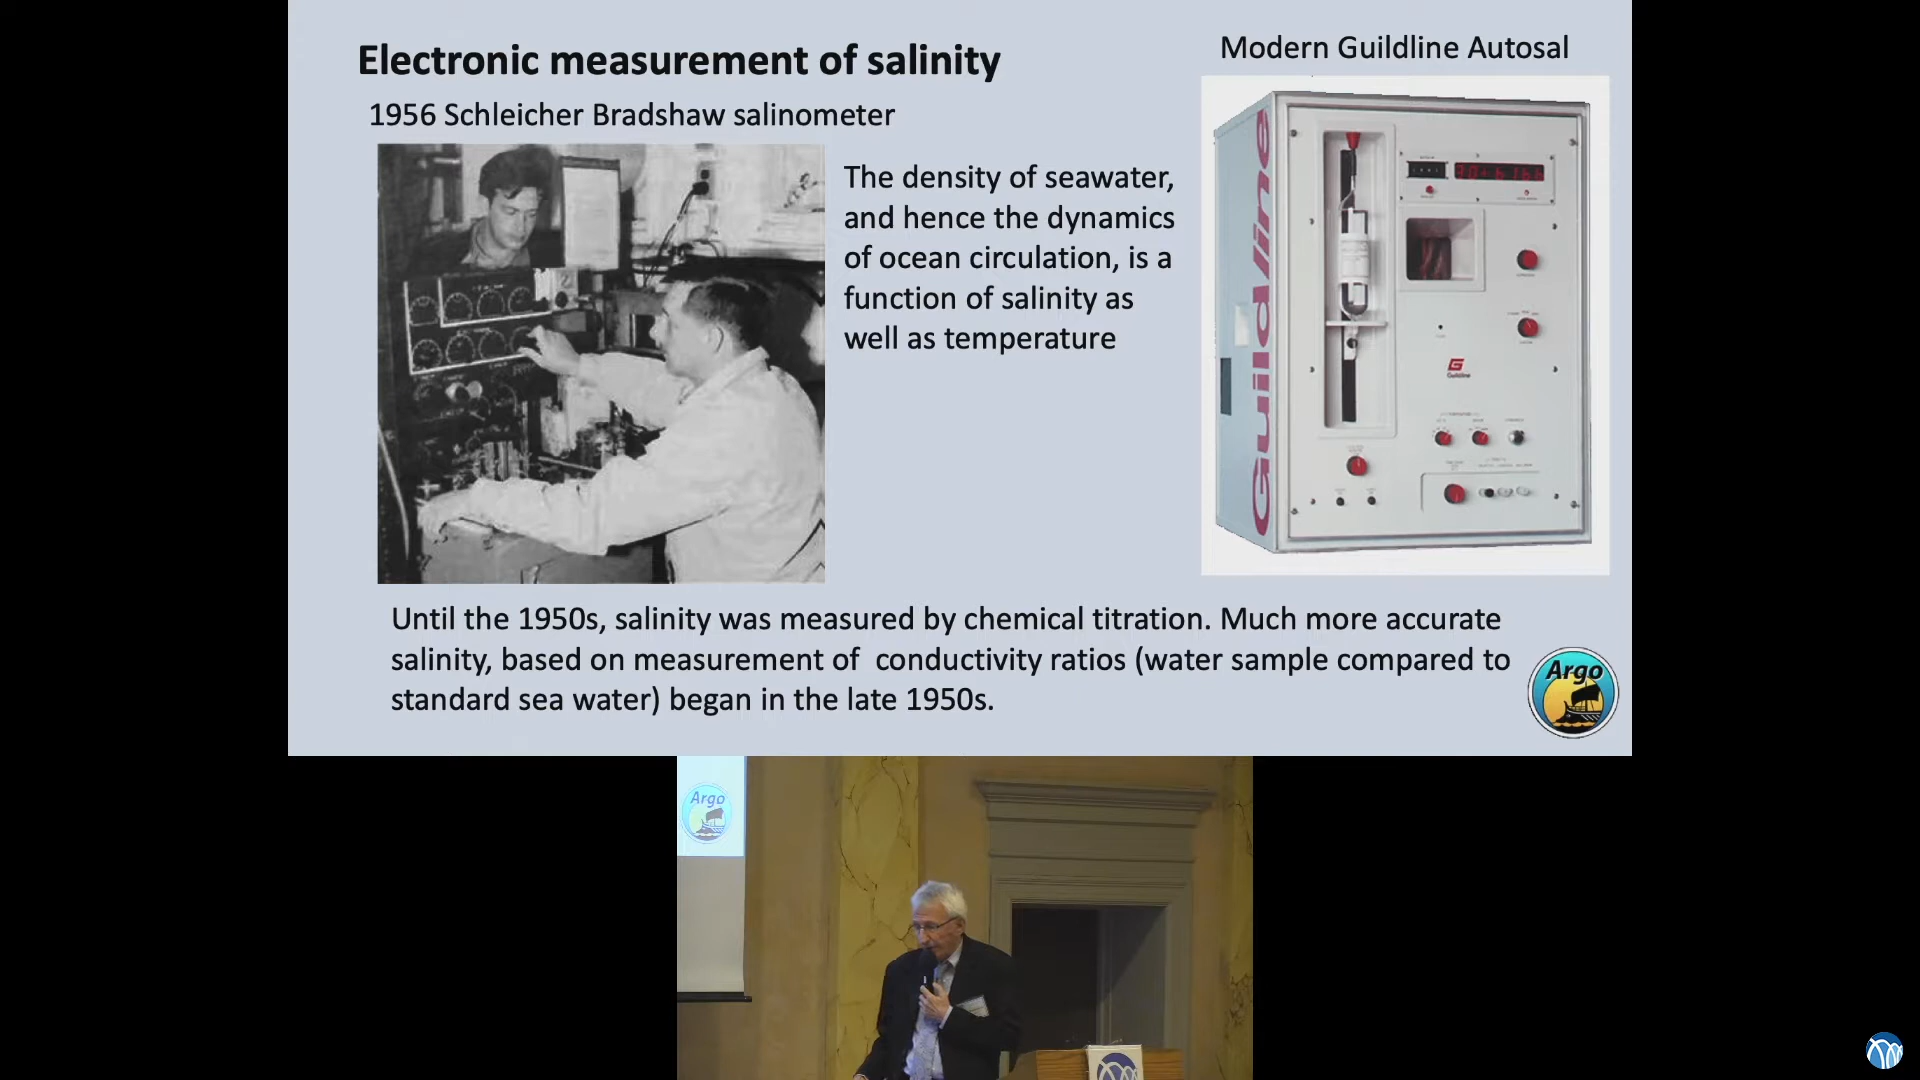 Electronic measurement of salinity
1956 Schleicher Bradshaw salinometer
Modern Guildline Autosal
The density of seawater,
and hence the dynamics
of ocean circulation, is a
function of salinity as
well as temperature
Guildline
Guildline
Until the 1950s, salinity was measured by chemical titration. Much more accurate
salinity, based on measurement of  conductivity ratios (water sample compared to
standard sea water) began in the late 1950s.
Argo
Argo